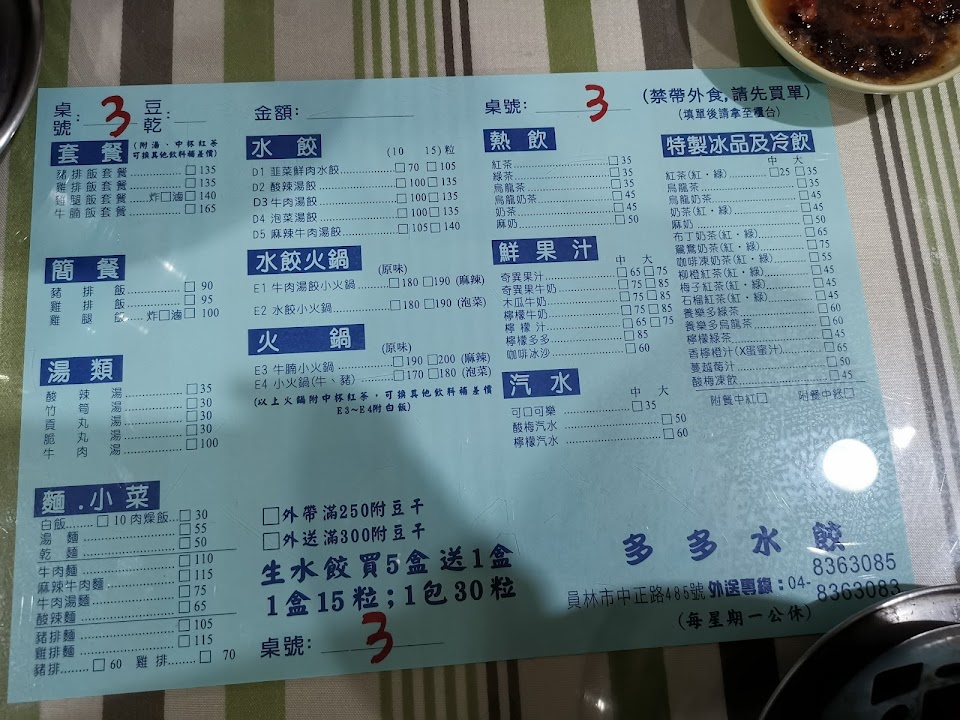 桌號: 3 豆乾:
金額:
套餐 (附湯、中杯紅茶 可換其他飲料補差價)
豬排飯套餐 □135
雞排飯套餐 □135
雞腿飯套餐 炸□滷□140
牛腩飯套餐 □165
簡餐
豬排飯 □90
雞排飯 □95
雞腿飯 炸□滷□100
湯類
酸辣湯 □35
竹筍湯 □30
貢丸湯 □30
脆丸湯 □30
牛肉湯 □100
麵.小菜
白飯 □10 肉燥飯 □30
湯麵 □55
乾麵 □50
牛肉麵 □110
麻辣牛肉麵 □115
牛肉湯麵 □75
酸辣麵 □65
豬排麵 □105
雞排麵 □115
豬排 □60 雞排 □70
水餃 (10 15)粒
D1 韮菜鮮肉水餃 □70 □105
D2 酸辣湯餃 □100 □135
D3 牛肉湯餃 □100 □135
D4 泡菜湯餃 □100 □135
D5 麻辣牛肉湯餃 □105 □140
水餃火鍋 (原味)
E1 牛肉湯餃小火鍋 □180 □190 (麻辣)
E2 水餃小火鍋 □180 □190 (泡菜)
火鍋 (原味)
E3 牛腩小火鍋 □190 □200 (麻辣)
E4 小火鍋(牛、豬) □170 □180 (泡菜)
(以上火鍋附中杯紅茶，可換其他飲料補差價
E3～E4附白飯)
□外帶滿250附豆干
□外送滿300附豆干
生水餃買5盒送1盒
1盒15粒;1包30粒
桌號: 3
桌號: 3
(禁帶外食,請先買單)
(填單後請拿至櫃台)
熱飲
紅茶 □35
綠茶 □35
烏龍茶 □35
烏龍奶茶 □45
奶茶 □45
麻奶 □50
鮮果汁 中 大
奇異果汁 □65 □75
奇異果牛奶 □75 □85
木瓜牛奶 □75 □85
檸檬牛奶 □75 □85
檸檬汁 □65 □75
檸檬多多 □85
咖啡冰沙 □60
汽水 中 大
可口可樂 □35
酸梅汽水 □50
檸檬汽水 □60
特製冰品及冷飲
中 大
紅茶(紅・綠) □25 □35
烏龍茶 □35
烏龍奶茶 □45
奶茶(紅・綠) □45
麻奶 □50
布丁奶茶(紅・綠) □65
鴛鴦奶茶(紅・綠) □75
咖啡凍奶茶(紅・綠) □55
柳橙紅茶(紅・綠) □45
梅子紅茶(紅・綠) □45
石榴紅茶(紅・綠) □45
養樂多綠茶 □60
養樂多烏龍茶 □60
檸檬綠茶 □45
香橙橙汁(X蛋蜜汁) □60
蔓越莓汁 □50
酸梅凍飲 □45
附餐中紅□ 附餐中綠□
多多水餃
員林市中正路485號 外送專線:04-8363085
8363083
(每星期一公休)